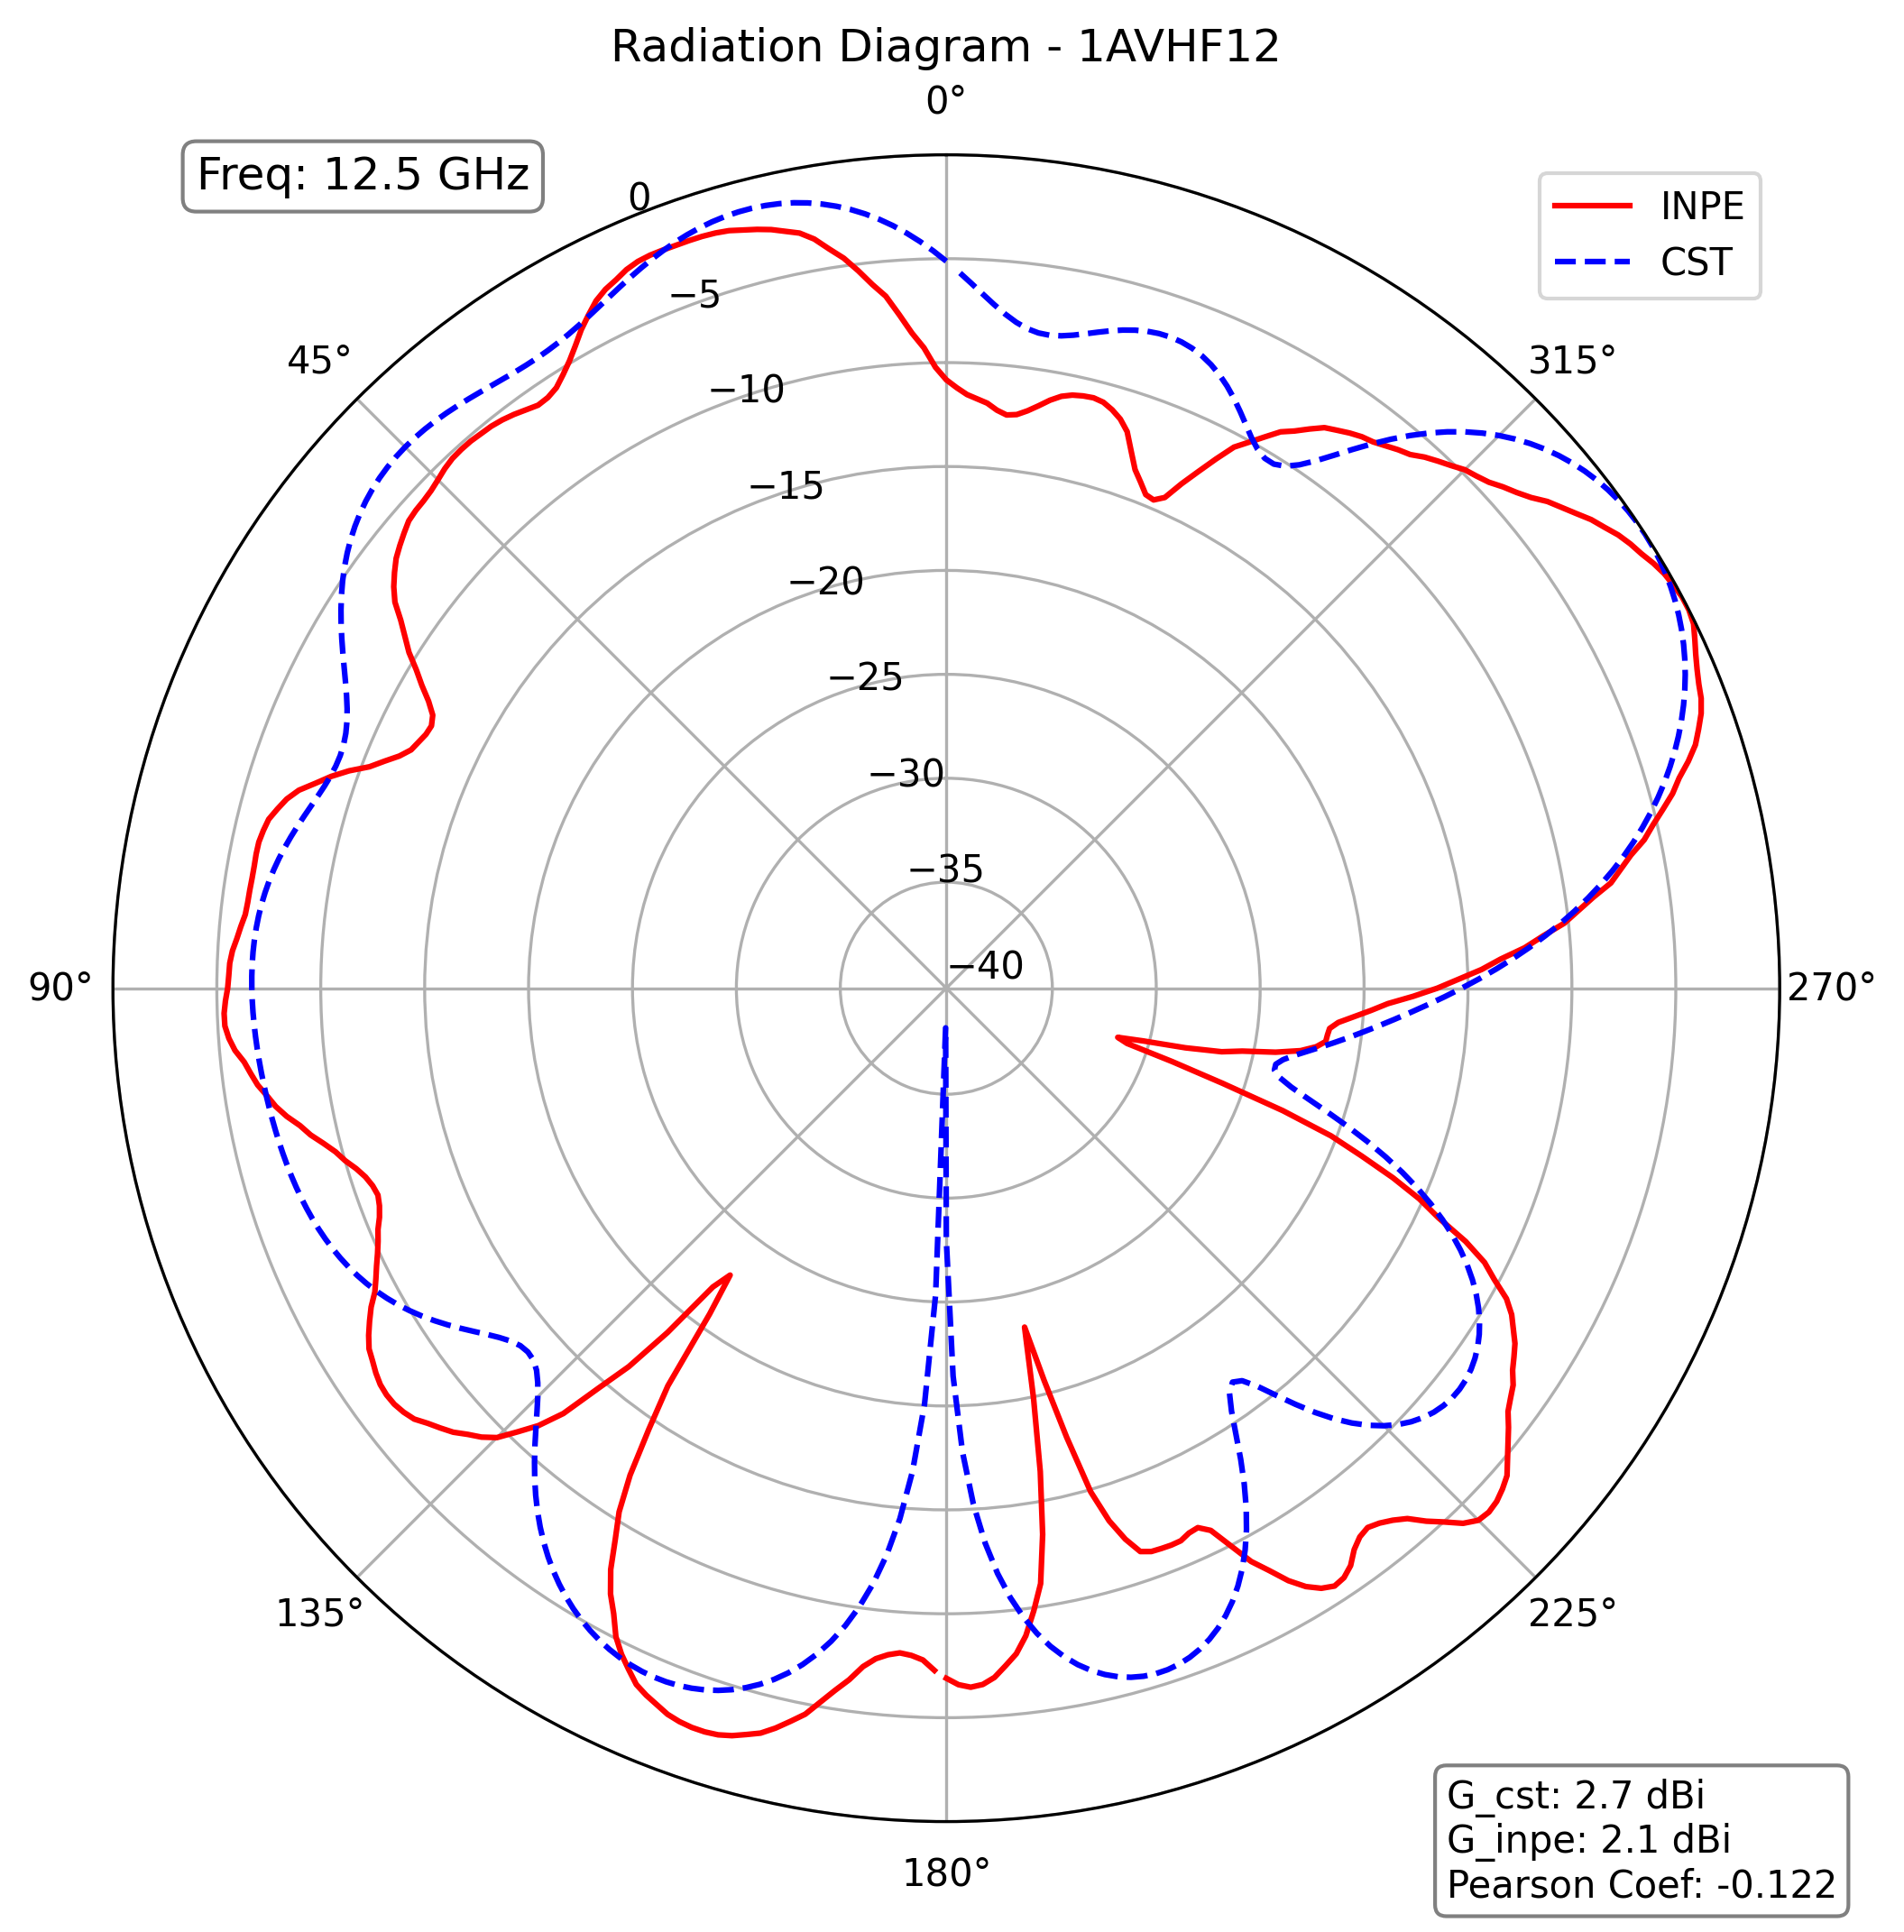 Radiation Diagram - 1AVHF12
0°
Freq: 12.5 GHz
INPE
CST
0
−5
−10
−15
−20
−25
−30
−35
−40
45°
315°
90°
270°
135°
225°
180°
G_cst: 2.7 dBi
G_inpe: 2.1 dBi
Pearson Coef: -0.122